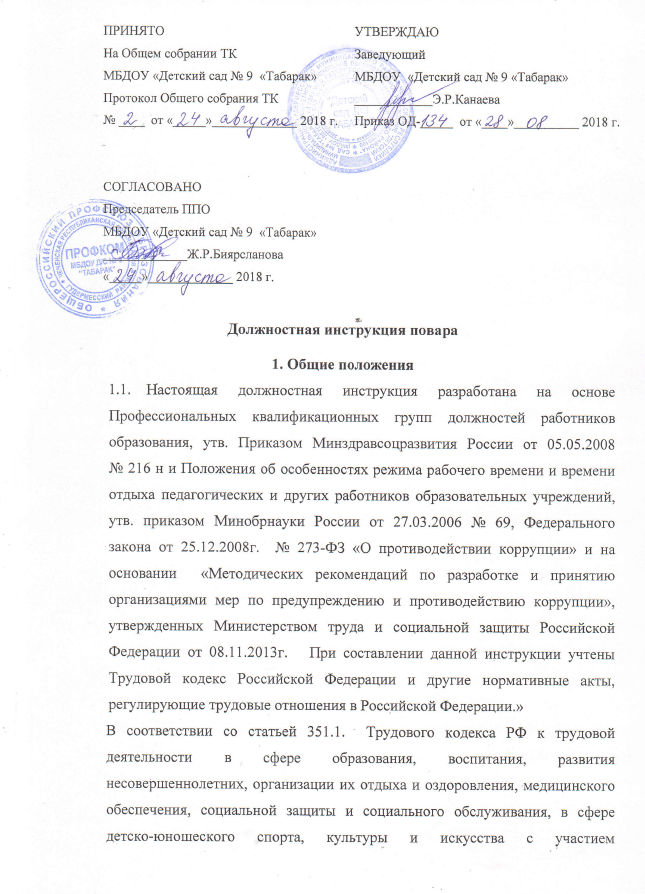 ПРИНЯТО
На Общем собрании ТК
МБДОУ «Детский сад № 9 «Табарак»
Протокол Общего собрания ТК
№ 2 от « 24 » августа 2018 г.
УТВЕРЖДАЮ
Заведующий
МБДОУ «Детский сад № 9 «Табарак»
Э.Р.Канаева
Приказ ОД-134 от «28 » 08 2018 г.
СОГЛАСОВАНО
Председатель ППО
МБДОУ «Детский сад № 9 «Табарак»
Ж.Р.Биярсланова
« 24 » августа 2018 г.
ПРОФКОМ
"ТАБАРАК"
Должностная инструкция повара
1. Общие положения
1.1. Настоящая должностная инструкция разработана на основе
Профессиональных квалификационных групп должностей работников
образования, утв. Приказом Минздравсоцразвития России от 05.05.2008
№ 216 н и Положения об особенностях режима рабочего времени и времени
отдыха педагогических и других работников образовательных учреждений,
утв. приказом Минобрнауки России от 27.03.2006 № 69, Федерального
закона от 25.12.2008г. № 273-ФЗ «О противодействии коррупции» и на
основании «Методических рекомендаций по разработке и принятию
организациями мер по предупреждению и противодействию коррупции»,
утвержденных Министерством труда и социальной защиты Российской
Федерации от 08.11.2013г. При составлении данной инструкции учтены
Трудовой кодекс Российской Федерации и другие нормативные акты,
регулирующие трудовые отношения в Российской Федерации.»
В соответствии со статьей 351.1. Трудового кодекса РФ к трудовой
деятельности в сфере образования, воспитания, развития
несовершеннолетних, организации их отдыха и оздоровления, медицинского
обеспечения, социальной защиты и социального обслуживания, в сфере
детско-юношеского спорта, культуры и искусства с участием